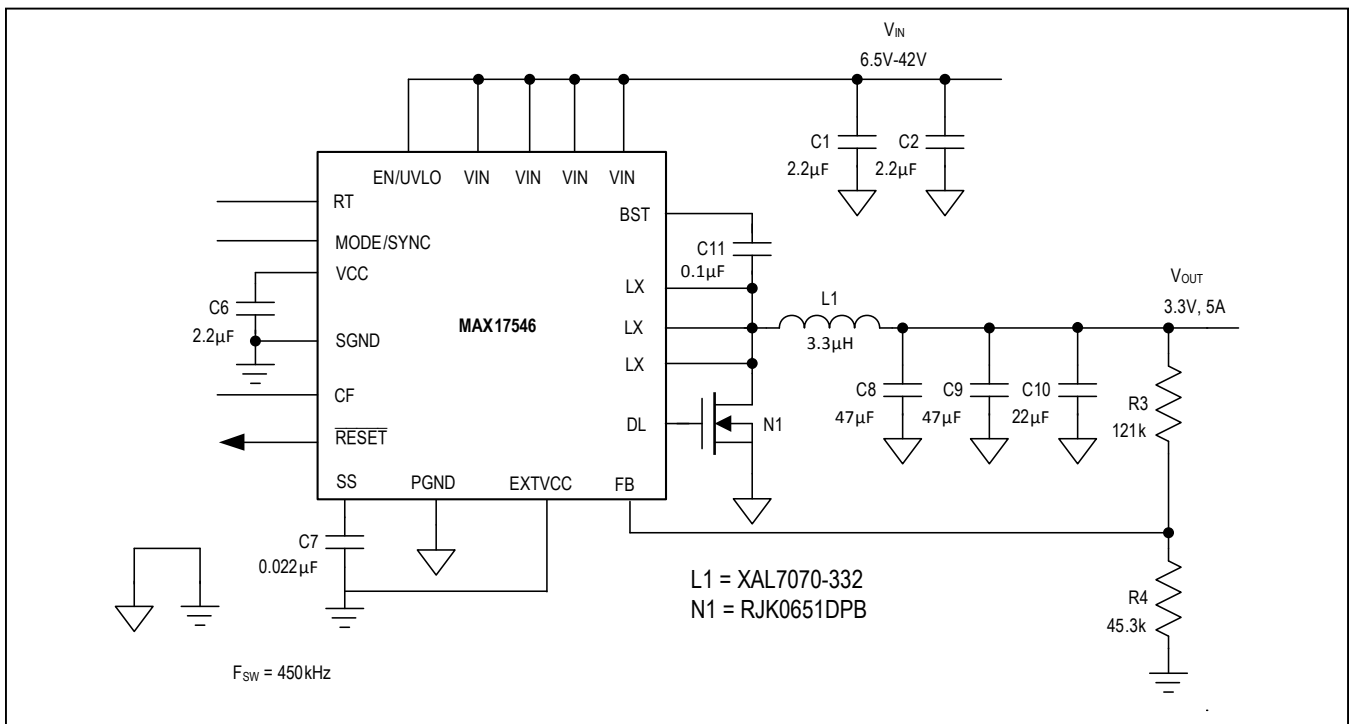 VIN
6.5V-42V
C1
2.2µF
C2
2.2µF
EN/UVLO VIN VIN VIN VIN
RT
MODE/SYNC
VCC
SGND
CF
RESET
SS PGND EXTVCC FB
BST
LX
LX
LX
DL
MAX17546
C6
2.2µF
C7
0.022µF
C11
0.1µF
L1
3.3µH
N1
C8
47µF
C9
47µF
C10
22µF
VOUT
3.3V, 5A
R3
121k
R4
45.3k
L1 = XAL7070-332
N1 = RJK0651DPB
FSW = 450kHz